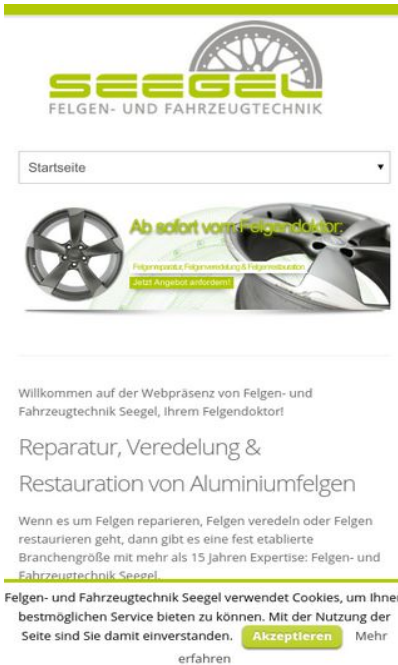 SEEGEL
FELGEN- UND FAHRZEUGTECHNIK
Startseite
Ab sofort vom Felgendoktor:
Felgenreparatur, Felgenveredelung & Felgenrestauration
Jetzt Angebot anfordern!
Willkommen auf der Webpräsenz von Felgen- und
Fahrzeugtechnik Seegel, Ihrem Felgendoktor!
Reparatur, Veredelung &
Restauration von Aluminiumfelgen
Wenn es um Felgen reparieren, Felgen veredeln oder Felgen
restaurieren geht, dann gibt es eine fest etablierte
Branchengröße mit mehr als 15 Jahren Expertise: Felgen- und
Fahrzeugtechnik Seegel.
Felgen- und Fahrzeugtechnik Seegel verwendet Cookies, um Ihnen
bestmöglichen Service bieten zu können. Mit der Nutzung der
Seite sind Sie damit einverstanden. Akzeptieren Mehr
erfahren